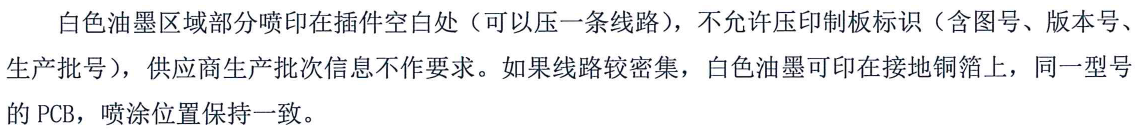 白色油墨区域部分喷印在插件空白处（可以压一条线路），不允许压印制板标识（含图号、版本号、
生产批号），供应商生产批次信息不作要求。如果线路较密集，白色油墨可印在接地铜箔上，同一型号
的 PCB，喷涂位置保持一致。